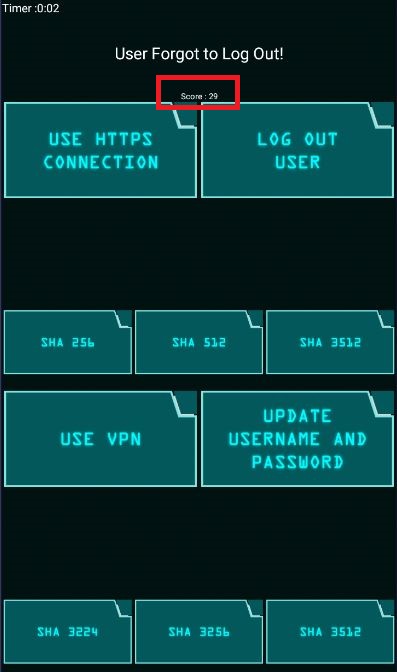 Timer :0:02
User Forgot to Log Out!
Score : 29
USE HTTPS
CONNECTION
LOG OUT
USER
SHA 256
SHA 512
SHA 3512
USE VPN
UPDATE
USERNAME AND
PASSWORD
SHA 3224
SHA 3256
SHA 3512